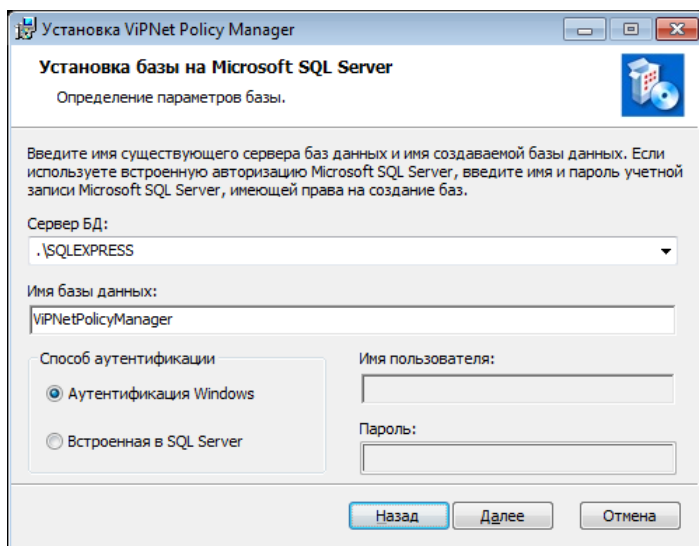 Установка ViPNet Policy Manager
Установка базы на Microsoft SQL Server
Определение параметров базы.
Введите имя существующего сервера баз данных и имя создаваемой базы данных. Если
используете встроенную авторизацию Microsoft SQL Server, введите имя и пароль учетной
записи Microsoft SQL Server, имеющей права на создание баз.
Сервер БД:
.\SQLEXPRESS
Имя базы данных:
ViPNetPolicyManager
Способ аутентификации
Аутентификация Windows
Встроенная в SQL Server
Имя пользователя:
Пароль:
Назад
Далее
Отмена